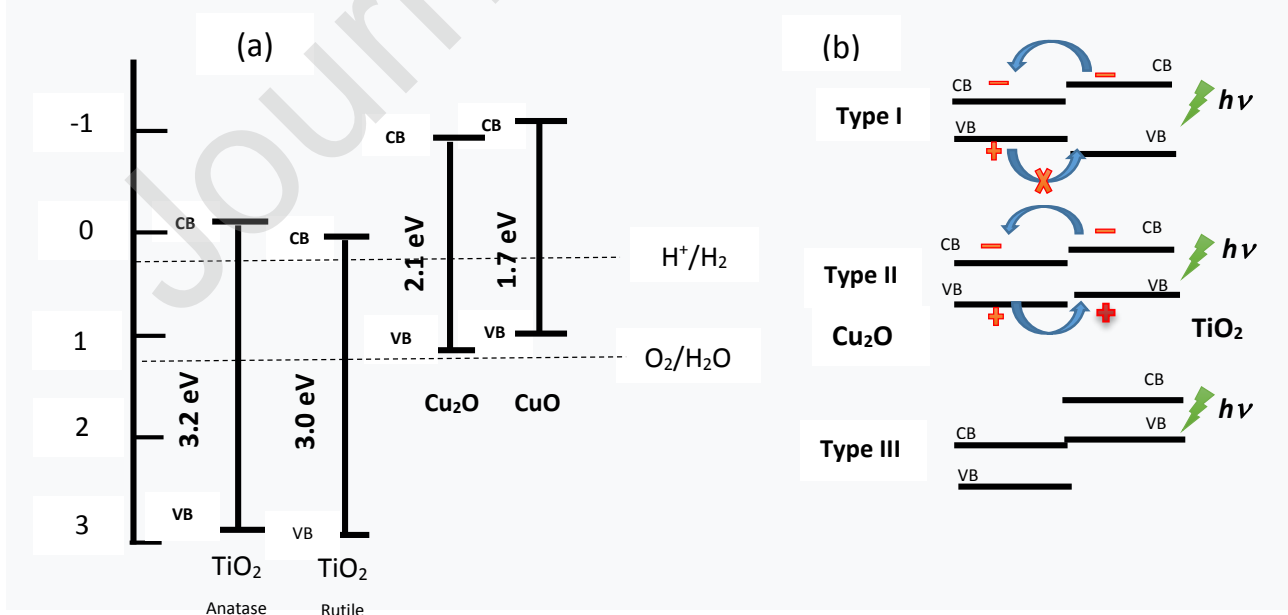 Journ
(a)
-1
0
1
2
3
CB
3.2 eV
VB
TiO₂
Anatase
CB
3.0 eV
VB
TiO₂
Rutile
CB
2.1 eV
VB
Cu₂O
CB
1.7 eV
VB
CuO
H⁺/H₂
O₂/H₂O
(b)
Type I
CB
CB
VB
VB
hν
Type II
Cu₂O
CB
CB
VB
VB
hν
TiO₂
Type III
CB
CB
VB
VB
hν